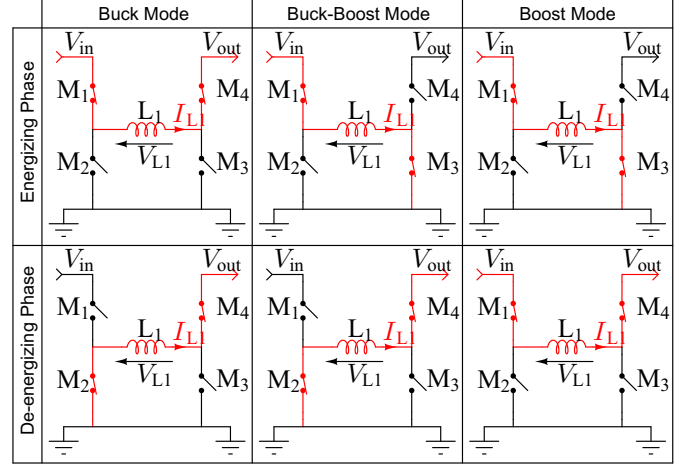 Buck Mode Buck-Boost Mode Boost Mode
Energizing Phase
Vin Vout
M1 M4
L1 IL1
M2 VL1 M3
Vin Vout
M1 M4
L1 IL1
M2 VL1 M3
Vin Vout
M1 M4
L1 IL1
M2 VL1 M3
De-energizing Phase
Vin Vout
M1 M4
L1 IL1
M2 VL1 M3
Vin Vout
M1 M4
L1 IL1
M2 VL1 M3
Vin Vout
M1 M4
L1 IL1
M2 VL1 M3